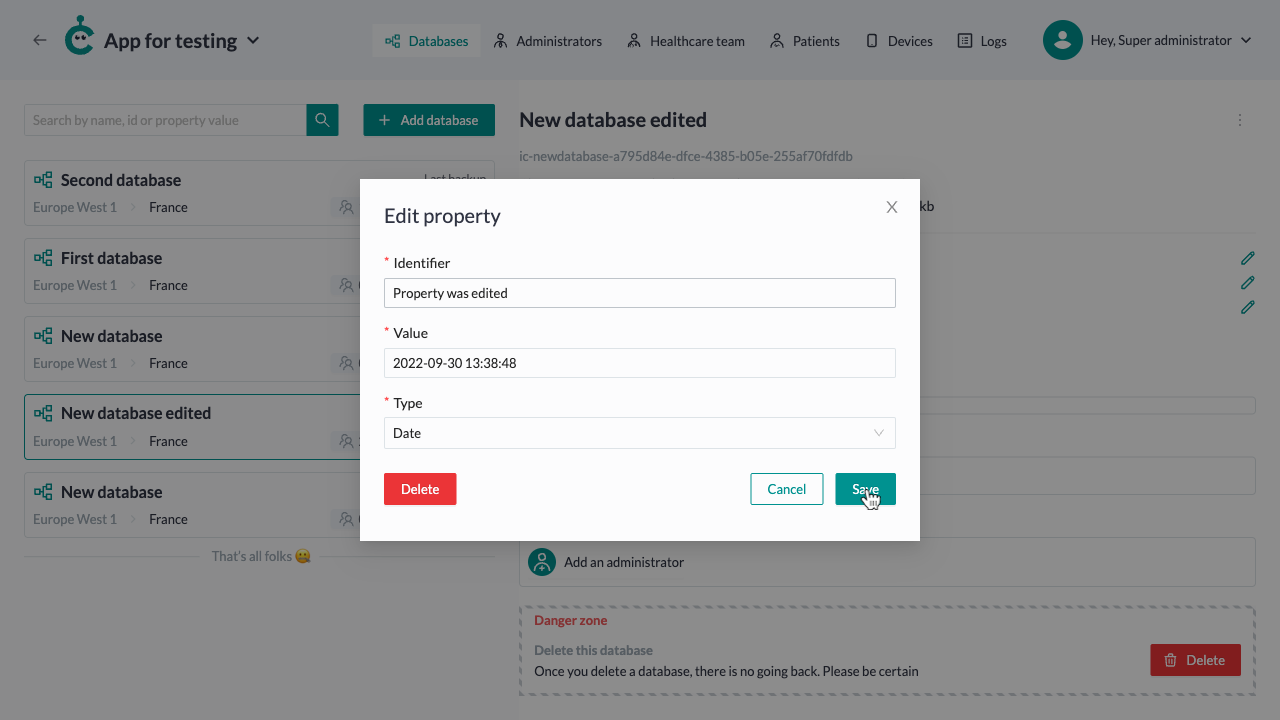 App for testing
Databases
Administrators
Healthcare team
Patients
Devices
Logs
Hey, Super administrator
Search by name, id or property value
Add database
New database edited
ic-newdatabase-a795d84e-dfce-4385-b05e-255af70fdfdb
Second database
Last backup
Europe West 1
France
kb
First database
Europe West 1
France
New database
Europe West 1
France
New database edited
Europe West 1
France
New database
Europe West 1
France
That's all folks
Edit property
* Identifier
Property was edited
* Value
2022-09-30 13:38:48
* Type
Date
Delete
Cancel
Save
Add an administrator
Danger zone
Delete this database
Once you delete a database, there is no going back. Please be certain
Delete